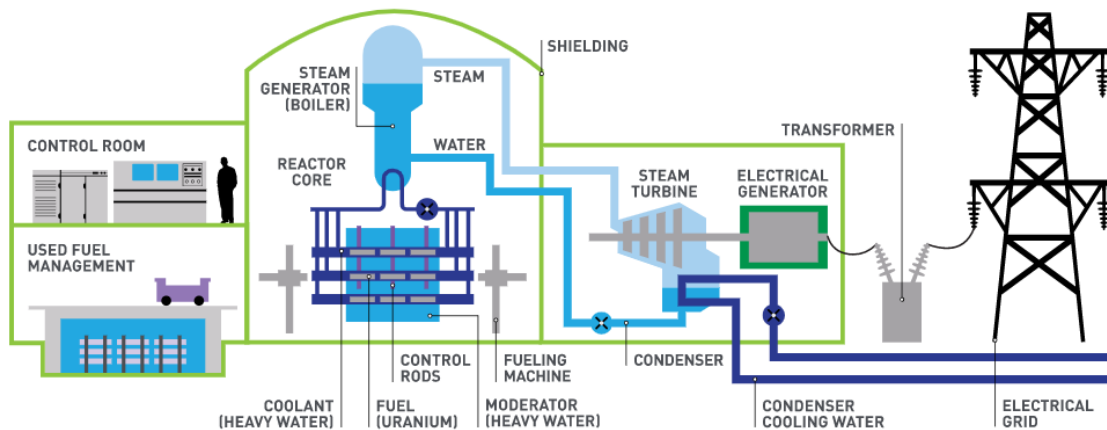 SHIELDING
STEAM
GENERATOR
(BOILER)
STEAM
TRANSFORMER
CONTROL ROOM
WATER
REACTOR
CORE
STEAM
TURBINE
ELECTRICAL
GENERATOR
USED FUEL
MANAGEMENT
CONTROL
RODS
FUELING
MACHINE
CONDENSER
COOLANT
(HEAVY WATER)
FUEL
(URANIUM)
MODERATOR
(HEAVY WATER)
CONDENSER
COOLING WATER
ELECTRICAL
GRID